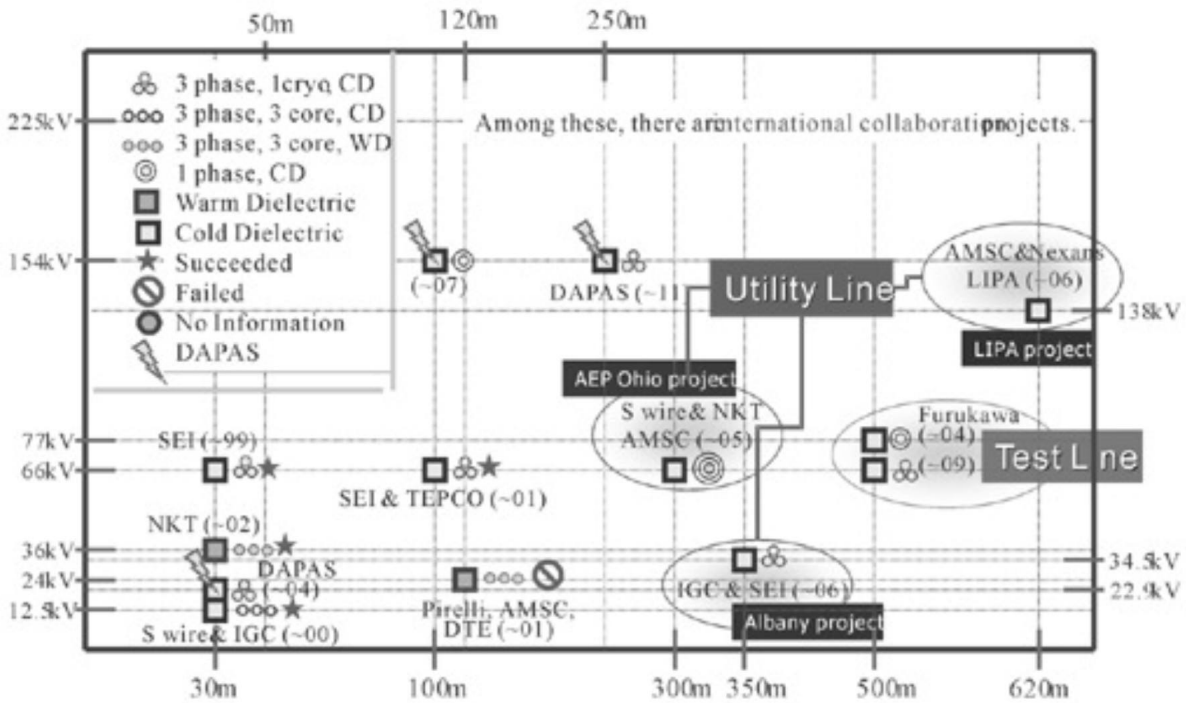 50m
120m
250m
3 phase, 1cryo, CD
3 phase, 3 core, CD
3 phase, 3 core, WD
1 phase, CD
Warm Dielectric
Cold Dielectric
Succeeded
Failed
No Information
DAPAS
225kV
Among these, there are international collaboration projects.
154kV
(~07)
DAPAS (~11)
Utility Line
AMSC&Nexans
LIPA (~06)
138kV
LIPA project
AEP Ohio project
S wire & NKT
AMSC (~05)
Furukawa
(~04)
(~09)
Test Line
77kV
66kV
SEI (~99)
SEI & TEPCO (~01)
NKT (~02)
36kV
24kV
12.5kV
DAPAS
(~04)
S wire & IGC (~00)
Pirelli, AMSC,
DTE (~01)
IGC & SEI (~06)
Albany project
34.5kV
22.9kV
30m
100m
300m
350m
500m
620m